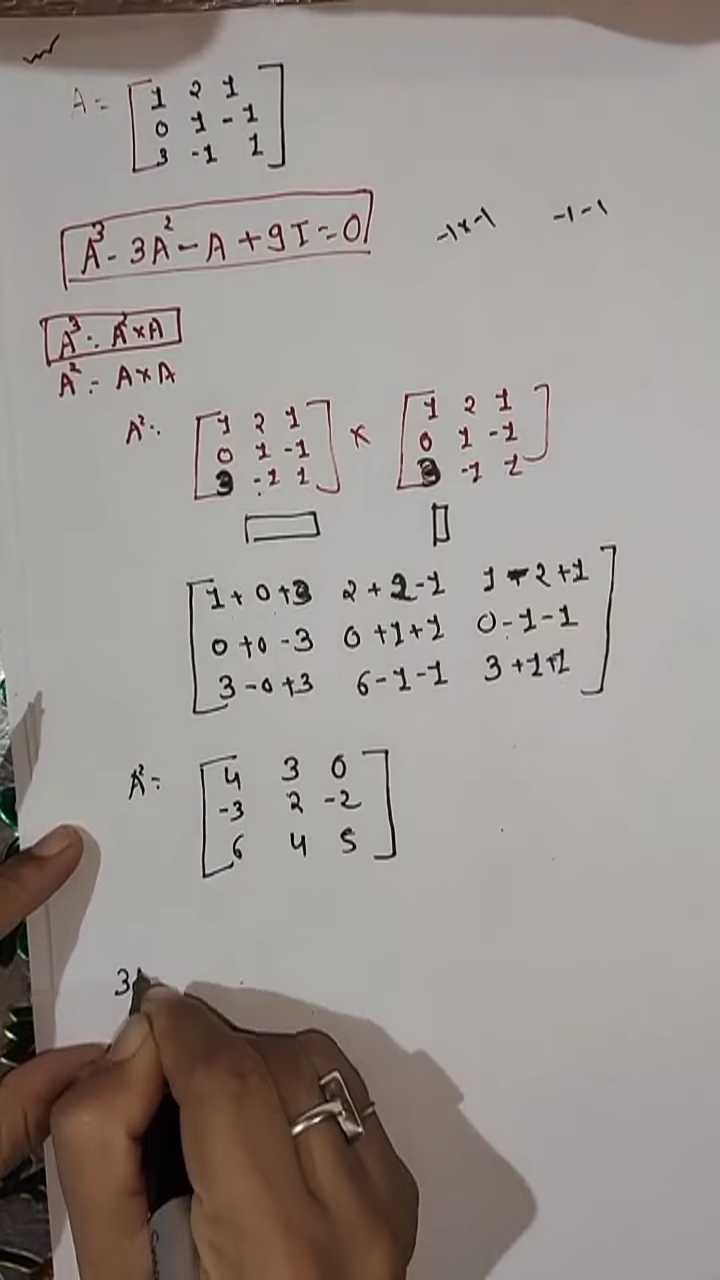 A = [ 1 2 1
0 1 -1
3 -1 1 ]
-1 × -1 -1 -1
A³ - 3A² - A + 9I = 0
A³ = A² × A
A² = A × A
A² = [ 1 2 1 ] × [ 1 2 1 ]
0 1 -1 0 1 -1
3 -1 1 3 -1 1
1 + 0 + 3 2 + 2 - 1 1 - 2 + 1
0 + 0 - 3 0 + 1 + 1 0 - 1 - 1
3 - 0 + 3 6 - 1 - 1 3 + 1 + 1
A² = [ 4 3 0
-3 2 -2
6 4 5 ]
3